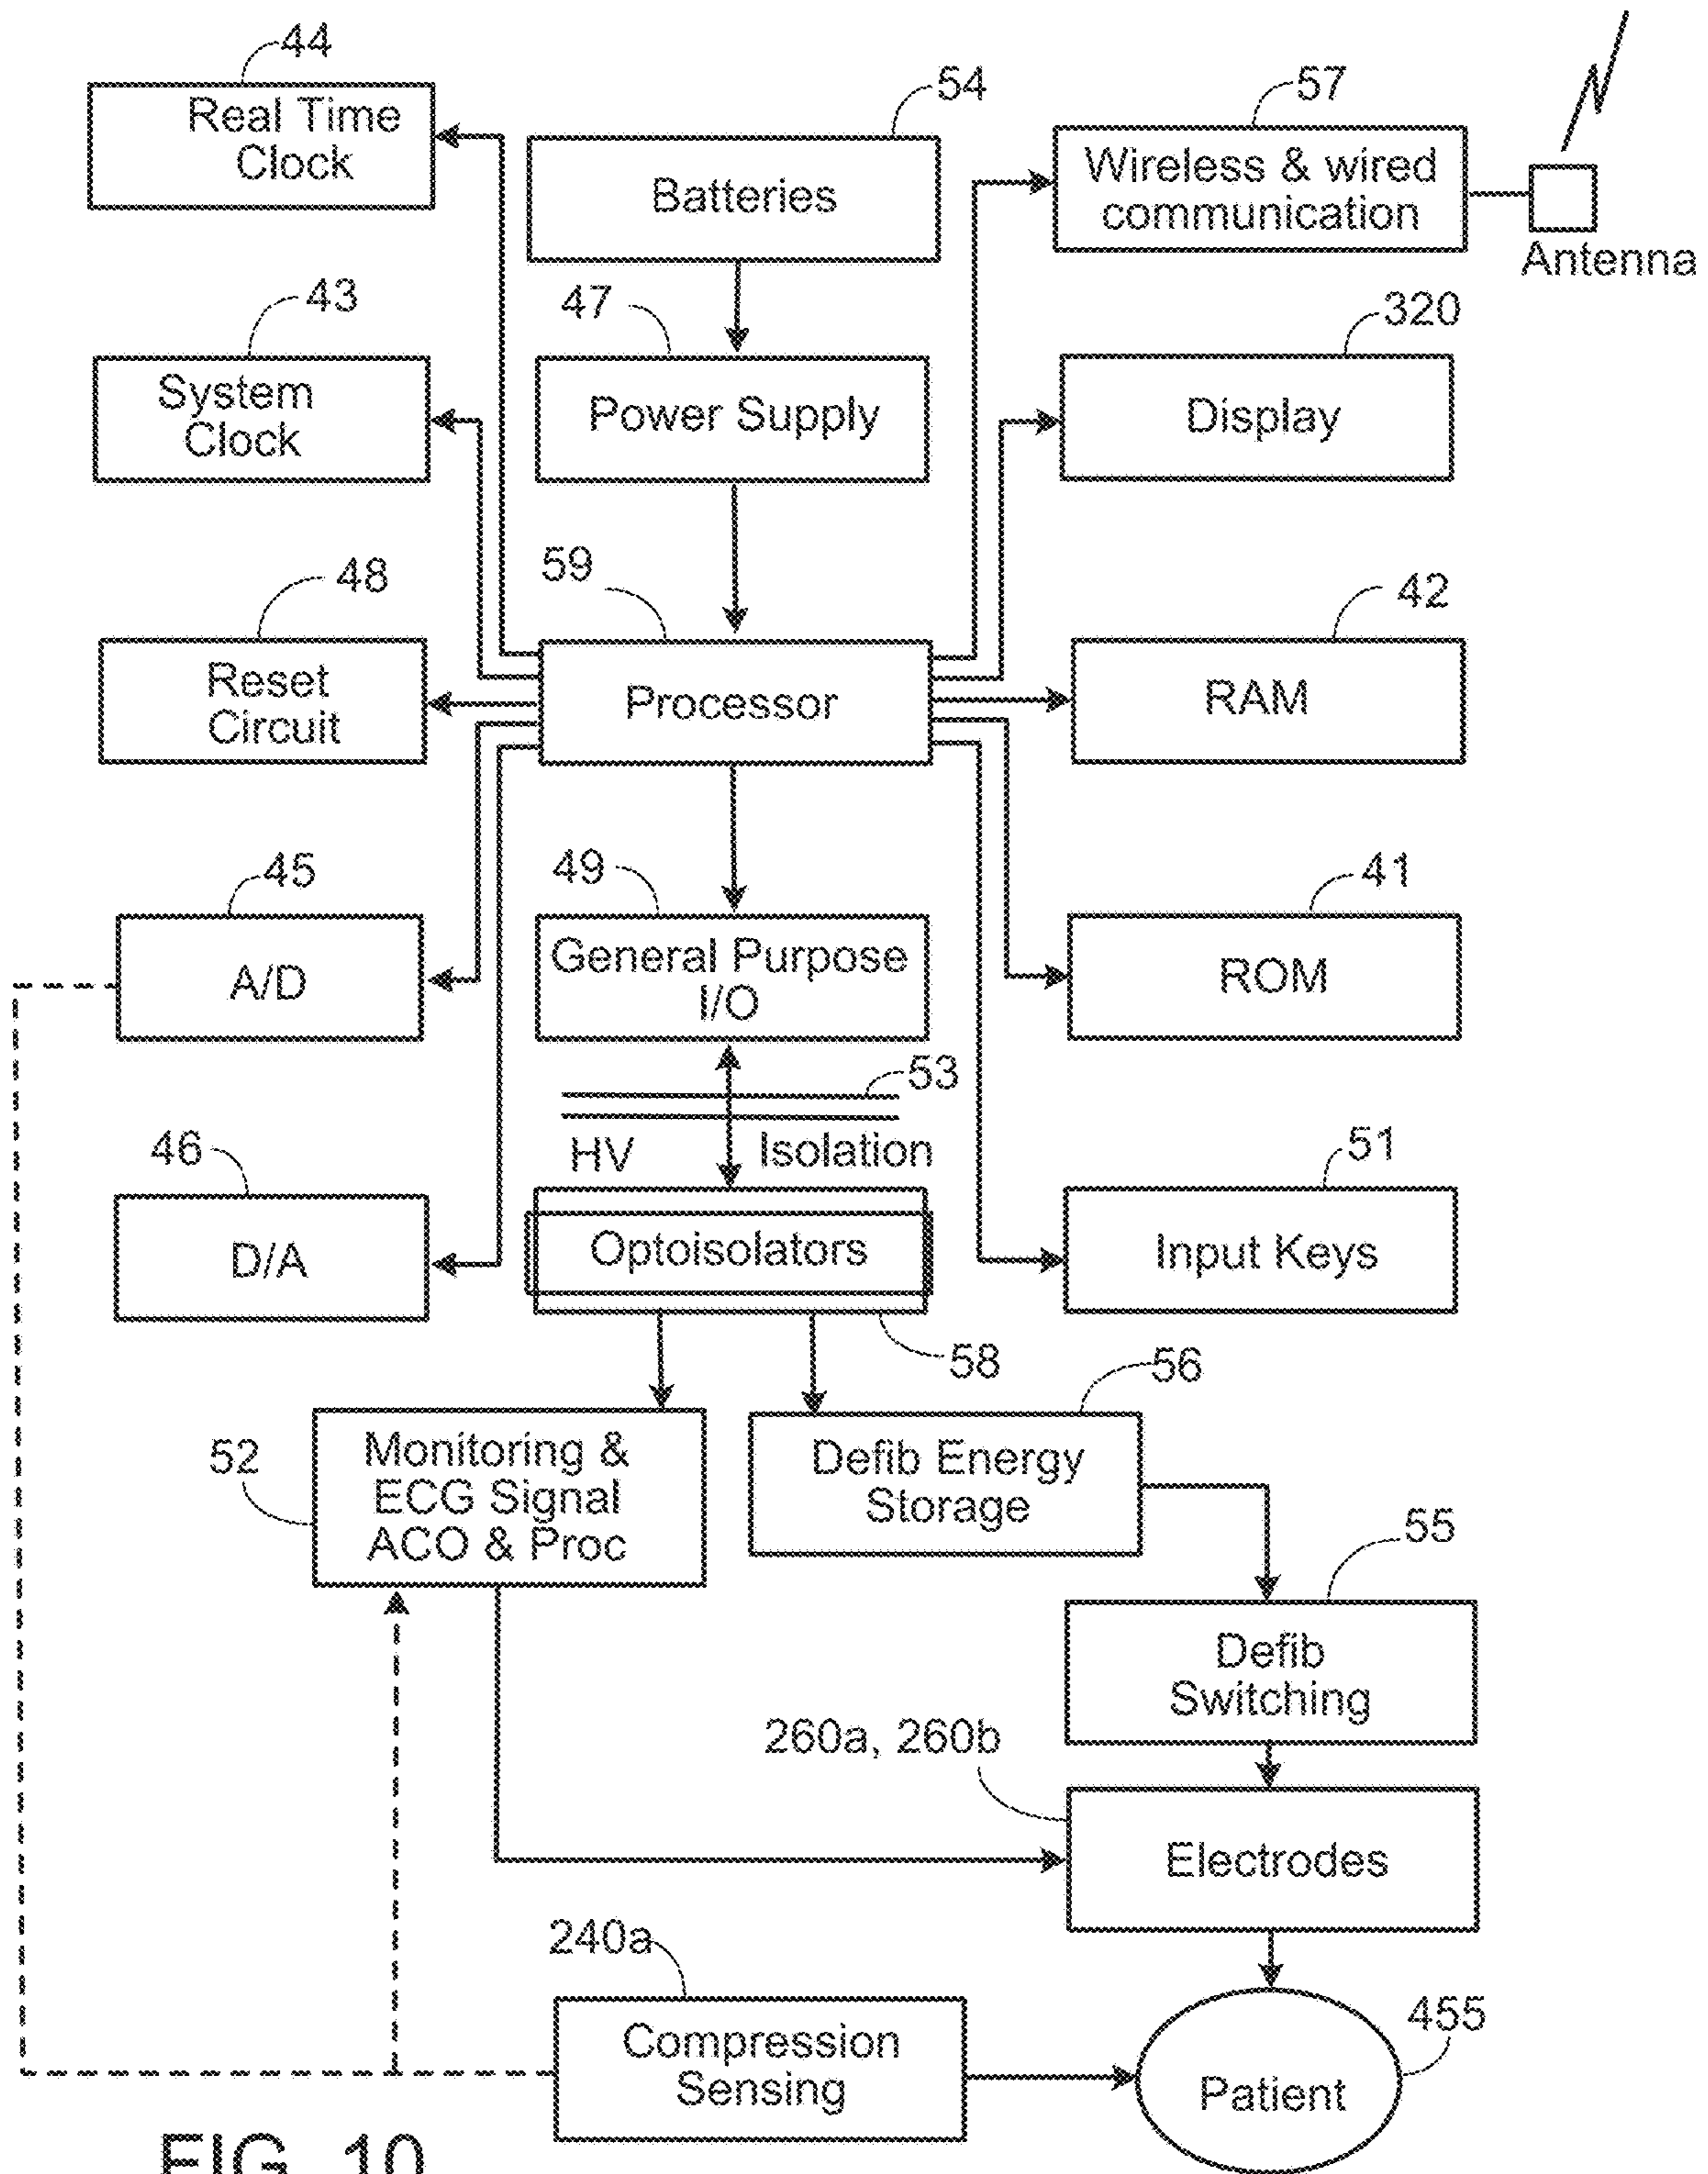 44
Real Time
Clock
54
Batteries
57
Wireless & wired
communication
Antenna
43
System
Clock
47
Power Supply
320
Display
48
Reset
Circuit
59
Processor
42
RAM
45
A/D
49
General Purpose
I/O
41
ROM
53
HV Isolation
46
D/A
Optoisolators
58
51
Input Keys
52
Monitoring &
ECG Signal
ACO & Proc
56
Defib Energy
Storage
55
Defib
Switching
260a, 260b
Electrodes
240a
Compression
Sensing
455
Patient
FIG. 10